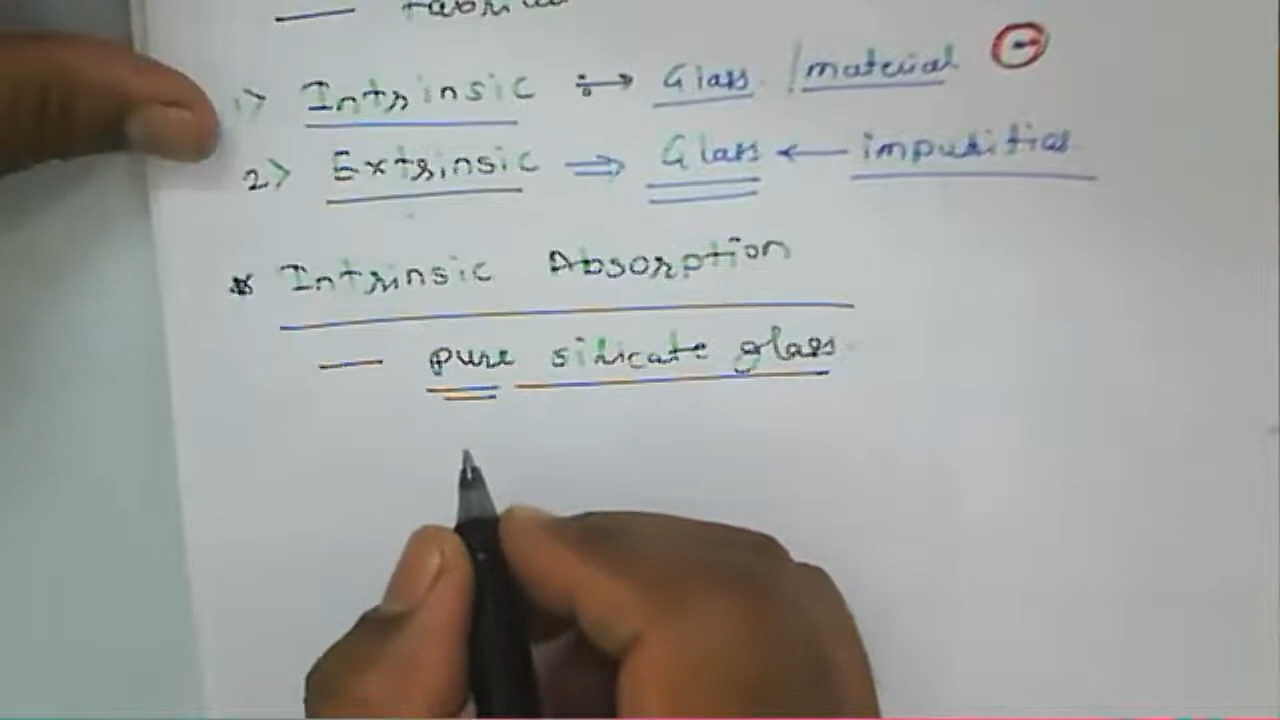 1> Intrinsic ÷→ Glass /material
2> Extrinsic ⇒ Glass ← impurities
* Intrinsic Absorption
— pure silicate glass